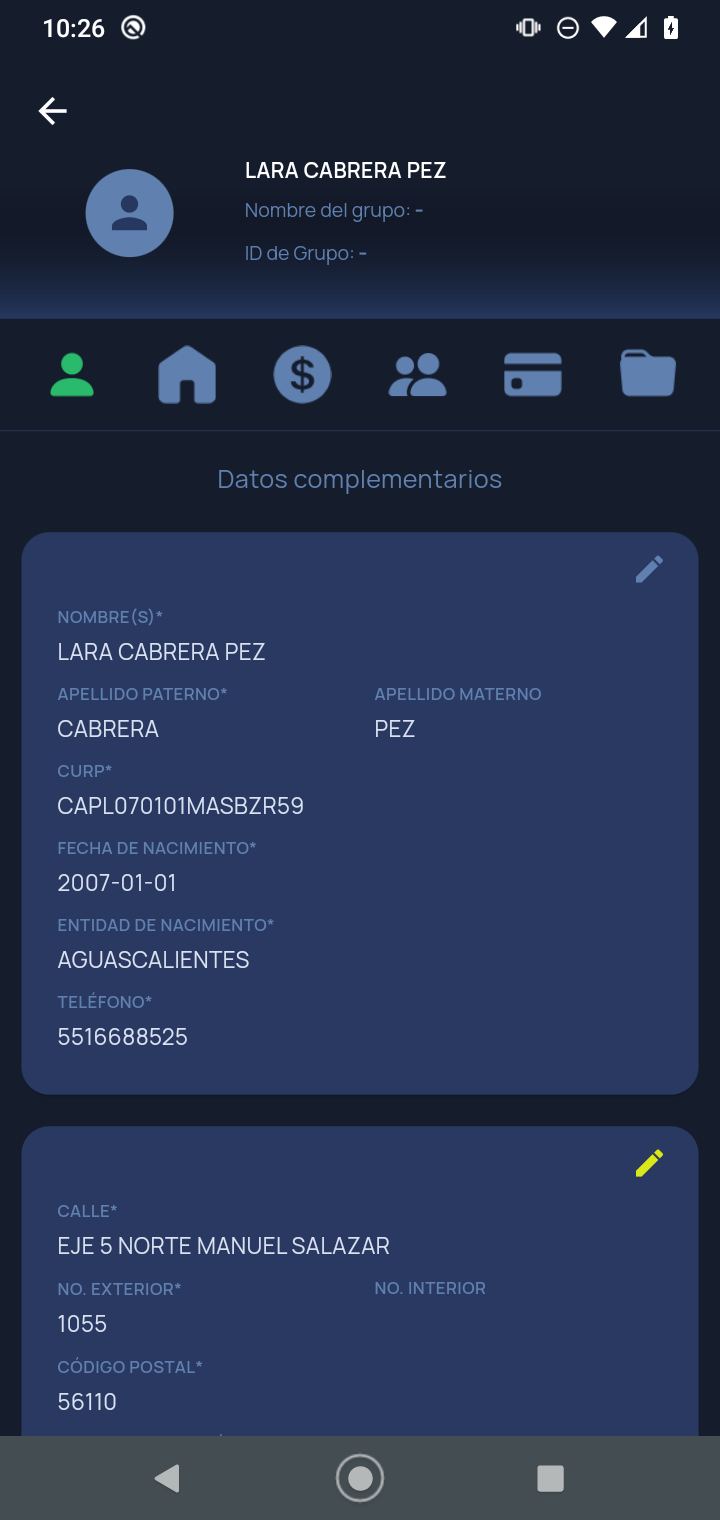 10:26
LARA CABRERA PEZ
Nombre del grupo: -
ID de Grupo: -
Datos complementarios
NOMBRE(S)*
LARA CABRERA PEZ
APELLIDO PATERNO* APELLIDO MATERNO
CABRERA PEZ
CURP*
CAPL070101MASBZR59
FECHA DE NACIMIENTO*
2007-01-01
ENTIDAD DE NACIMIENTO*
AGUASCALIENTES
TELÉFONO*
5516688525
CALLE*
EJE 5 NORTE MANUEL SALAZAR
NO. EXTERIOR* NO. INTERIOR
1055
CÓDIGO POSTAL*
56110